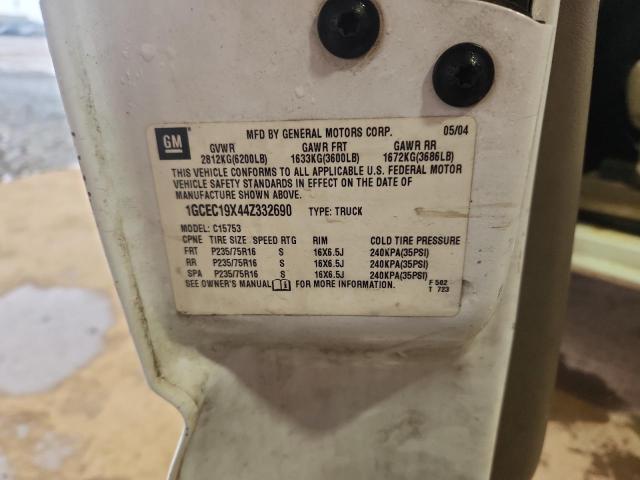 GM
MFD BY GENERAL MOTORS CORP. 05/04
GVWR GAWR FRT GAWR RR
2812KG(6200LB) 1633KG(3600LB) 1672KG(3686LB)
THIS VEHICLE CONFORMS TO ALL APPLICABLE U.S. FEDERAL MOTOR
VEHICLE SAFETY STANDARDS IN EFFECT ON THE DATE OF
MANUFACTURE SHOWN ABOVE.
1GCEC19X44Z332690 TYPE: TRUCK
MODEL: C15753
CPNE TIRE SIZE SPEED RTG RIM COLD TIRE PRESSURE
FRT P235/75R16 S 16X6.5J 240KPA(35PSI)
RR P235/75R16 S 16X6.5J 240KPA(35PSI)
SPA P235/75R16 S 16X6.5J 240KPA(35PSI)
SEE OWNER'S MANUAL FOR MORE INFORMATION. F 502
T 723